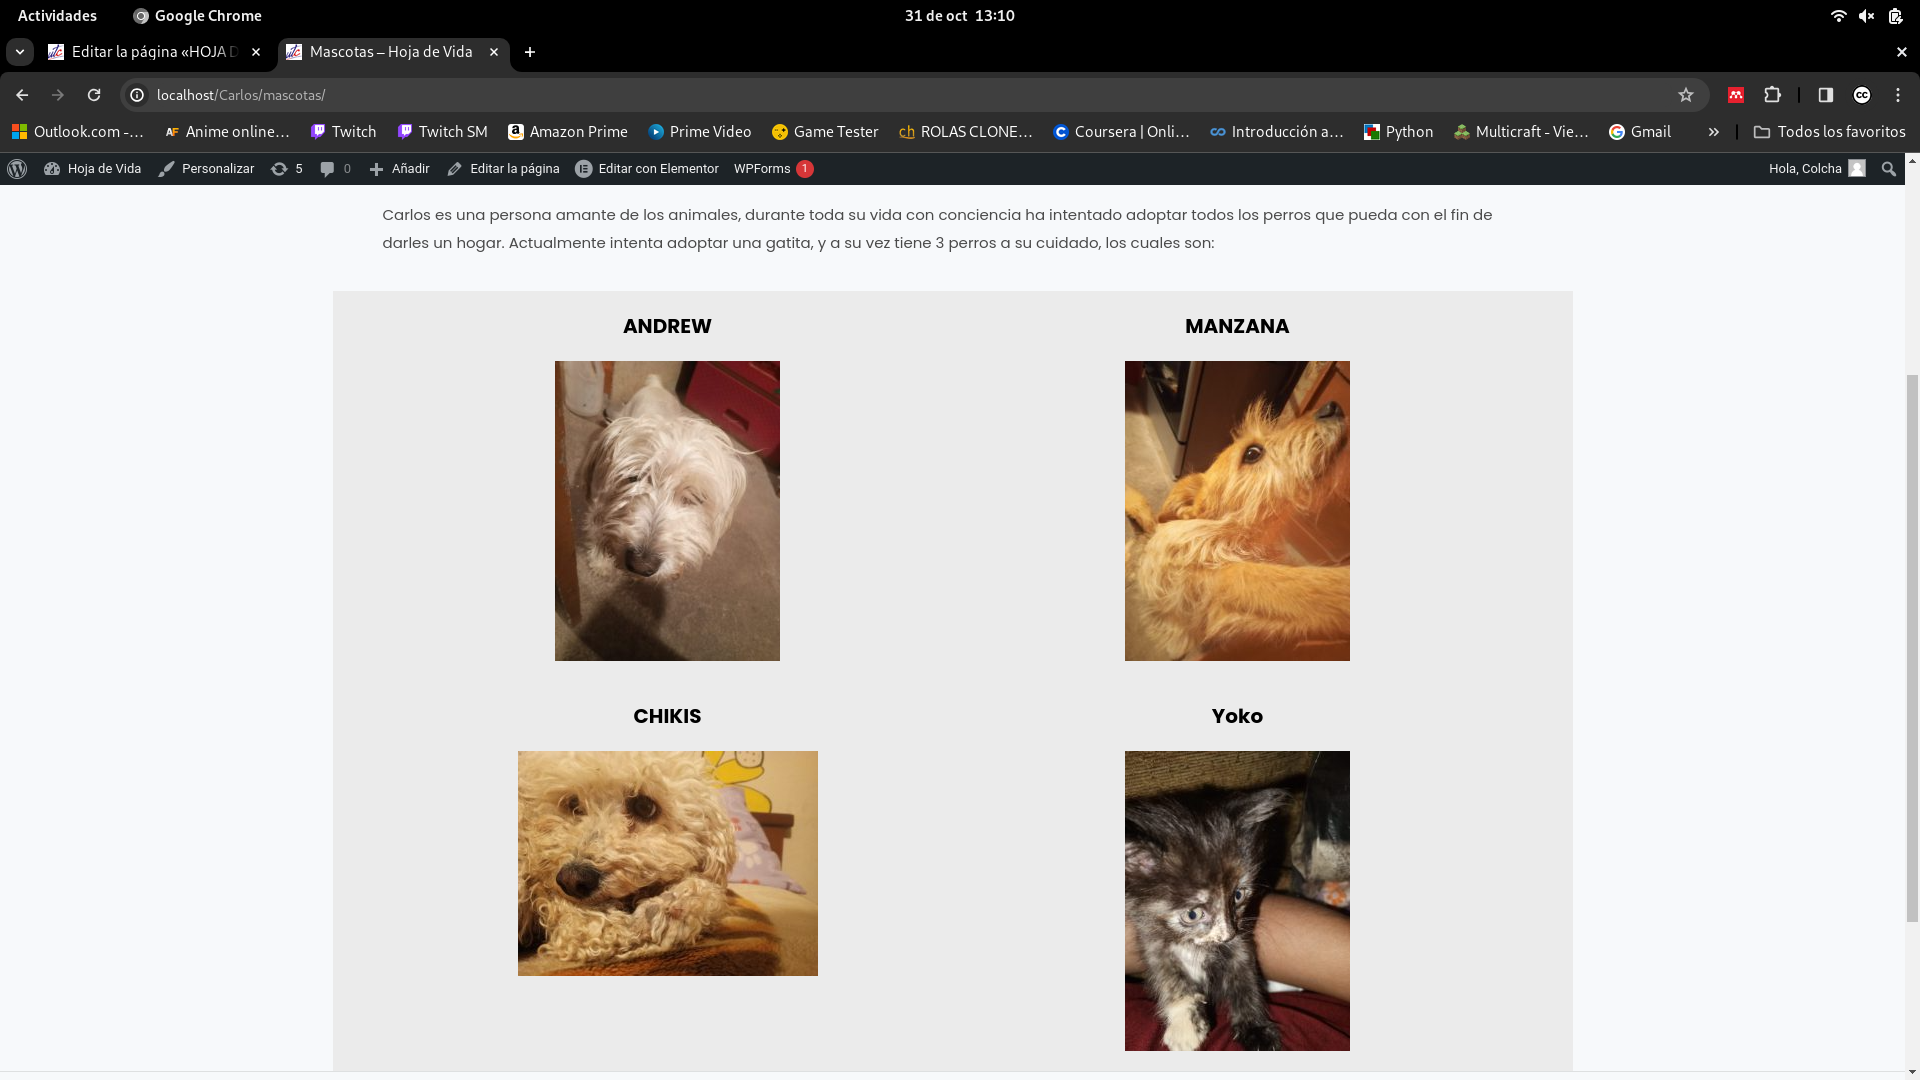 Actividades Google Chrome 31 de oct 13:10
Editar la página «HOJA D Mascotas – Hoja de Vida
localhost/Carlos/mascotas/
Outlook.com -... AF Anime online... Twitch Twitch SM a Amazon Prime Prime Video Game Tester ch ROLAS CLONE... C Coursera | Onli... Introducción a... Python Multicraft - Vie... G Gmail » Todos los favoritos
Hoja de Vida Personalizar 5 0 Añadir Editar la página Editar con Elementor WPForms 1 Hola, Colcha
Carlos es una persona amante de los animales, durante toda su vida con conciencia ha intentado adoptar todos los perros que pueda con el fin de
darles un hogar. Actualmente intenta adoptar una gatita, y a su vez tiene 3 perros a su cuidado, los cuales son:
ANDREW MANZANA
CHIKIS Yoko